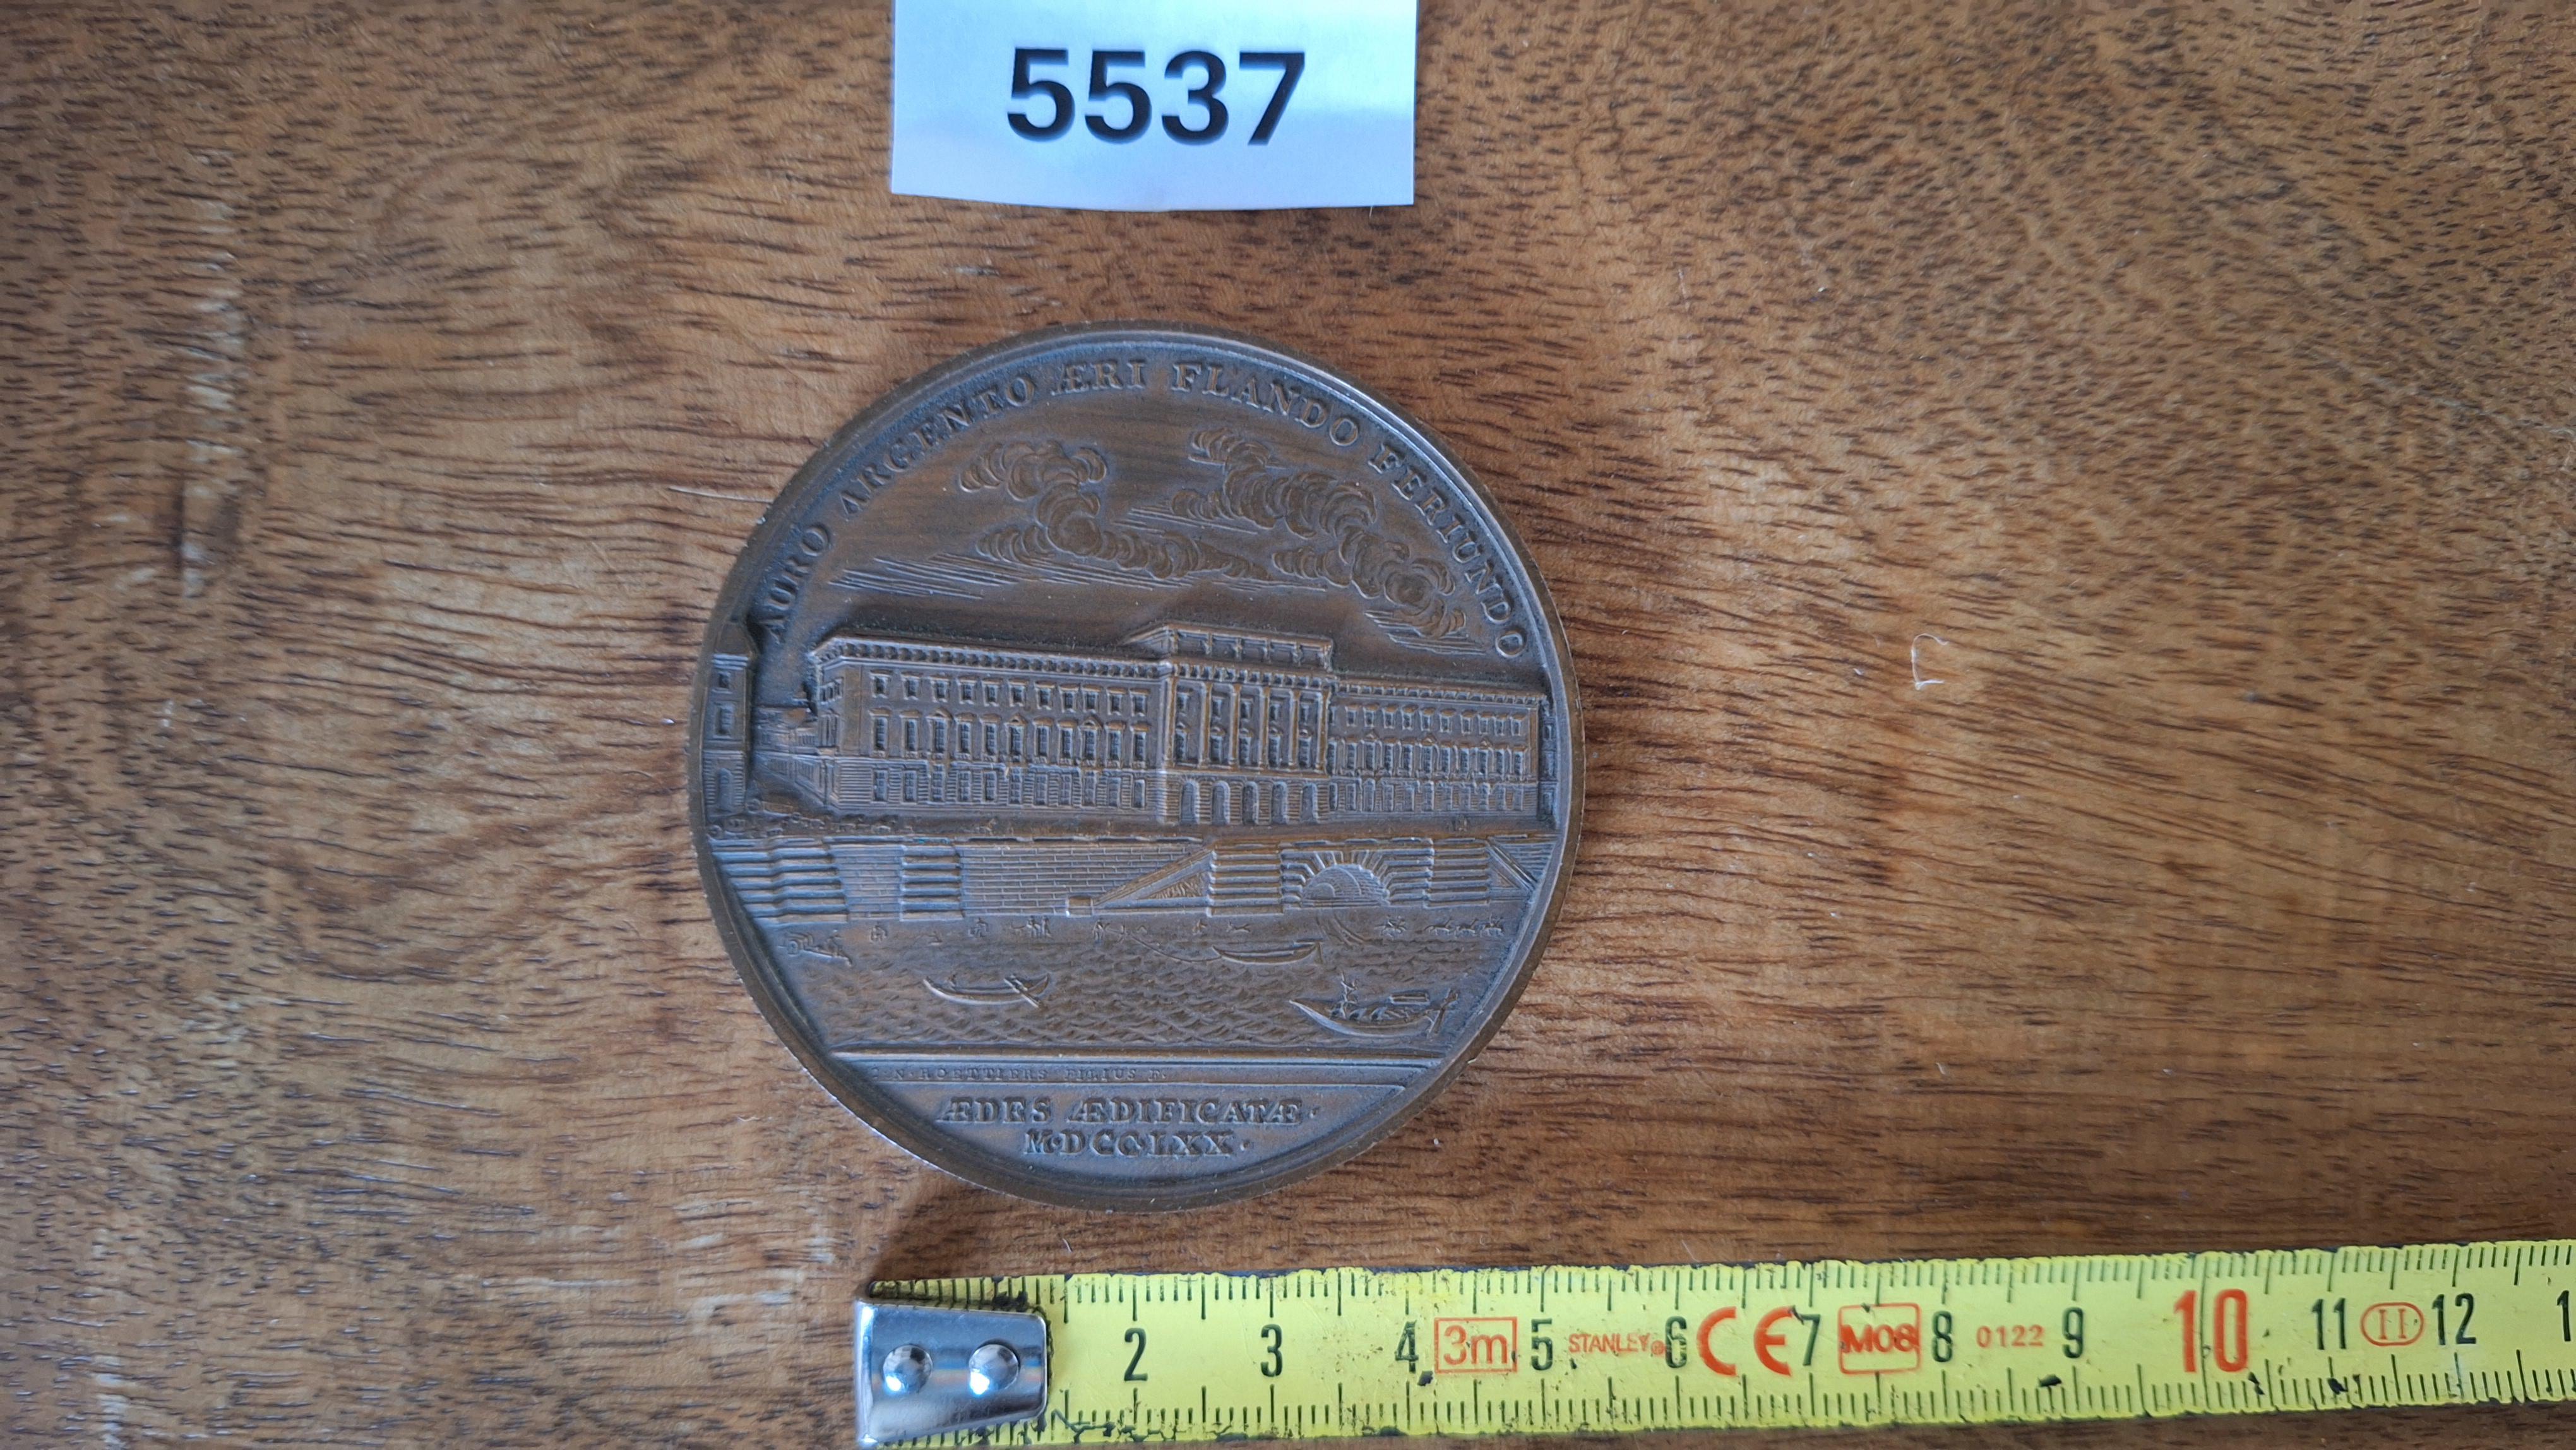 5537
AURO ARGENTO ÆRI FLANDO FERIUNDO
ROETTIERS FILIUS F.
ÆDES ÆDIFICATÆ·
M·DCC·LXX·
2 3 4 3m 5 STANLEY 6 CE 7 M08 8 0122 9 10 11 II 12 1